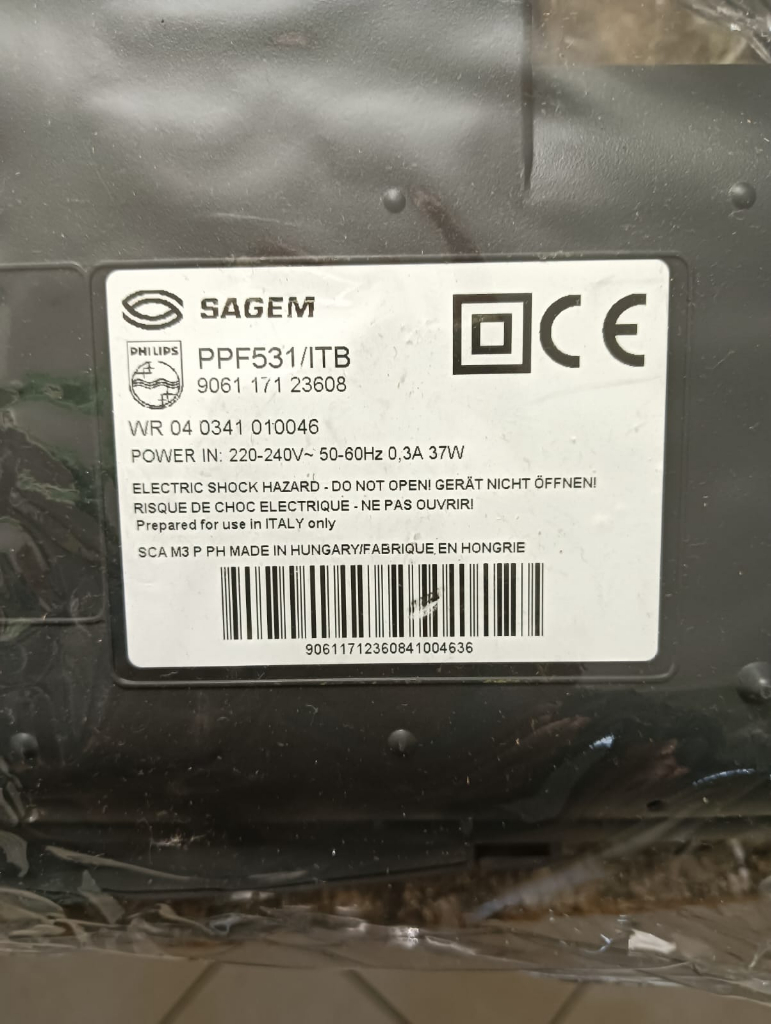 SAGEM
PHILIPS
PPF531/ITB
9061 171 23608
WR 04 0341 010046
POWER IN: 220-240V~ 50-60Hz 0,3A 37W
ELECTRIC SHOCK HAZARD - DO NOT OPEN! GERÄT NICHT ÖFFNEN!
RISQUE DE CHOC ELECTRIQUE - NE PAS OUVRIR!
Prepared for use in ITALY only
SCA M3 P PH MADE IN HUNGARY/FABRIQUE EN HONGRIE
90611712360841004636
CE